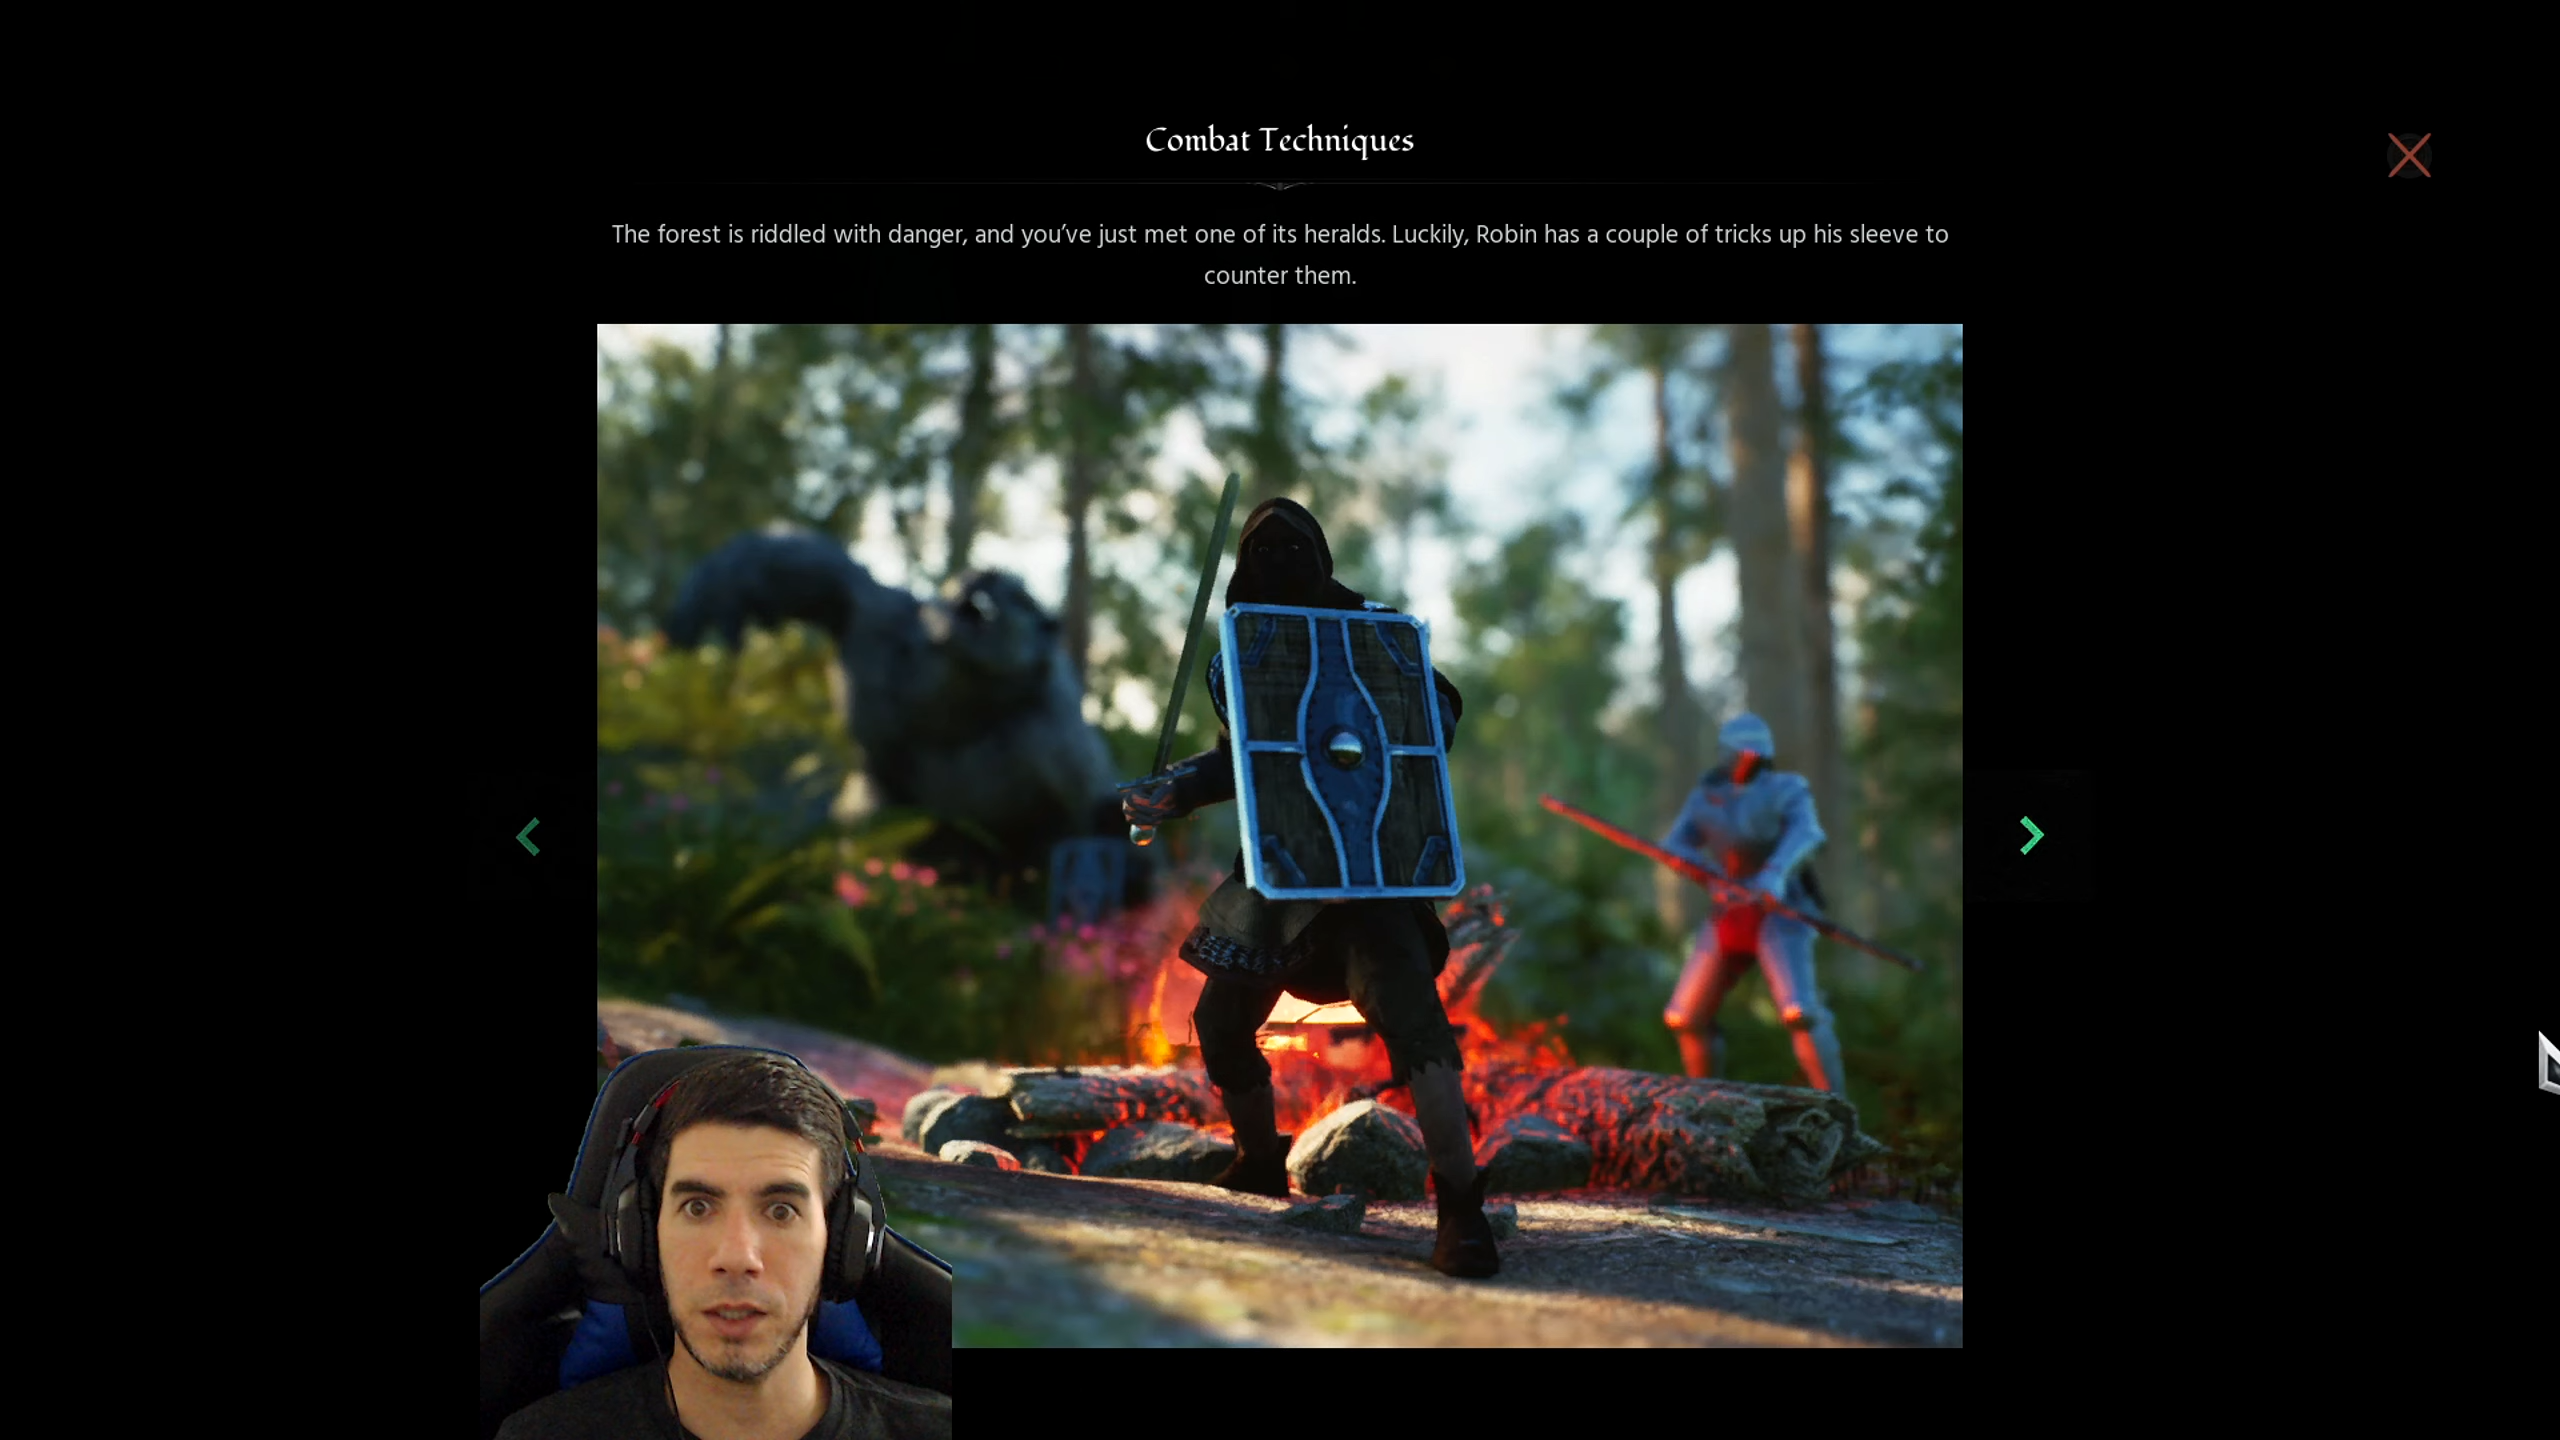 Combat Techniques
The forest is riddled with danger, and you’ve just met one of its heralds. Luckily, Robin has a couple of tricks up his sleeve to
counter them.